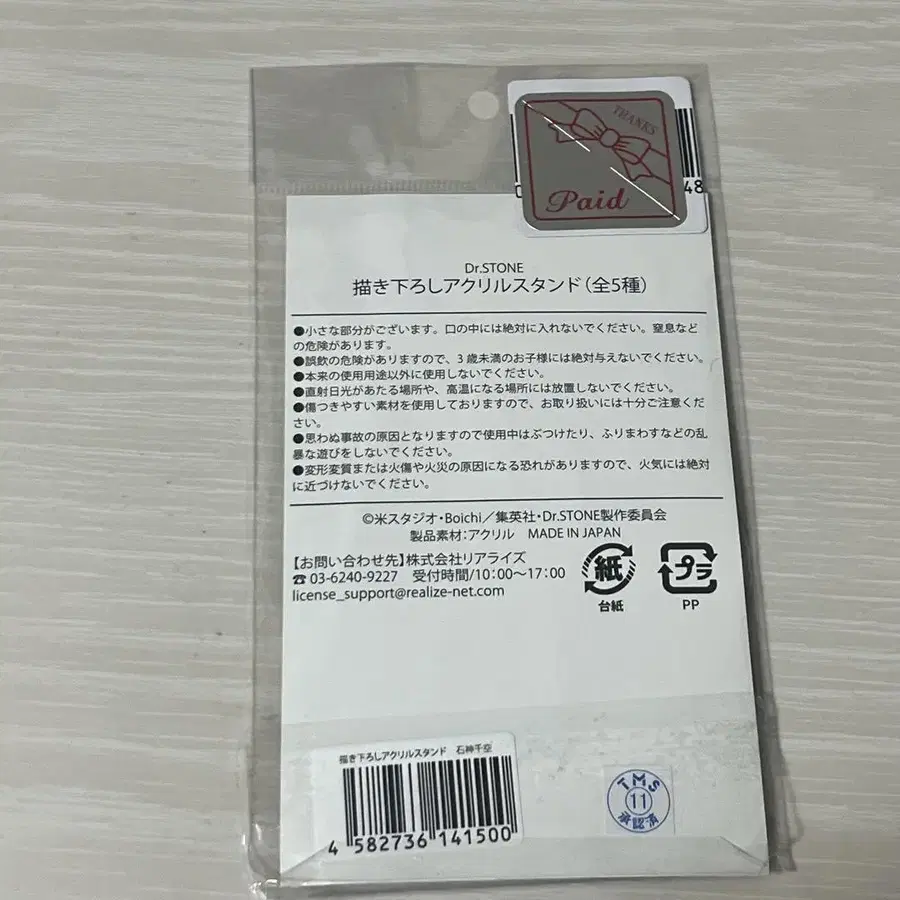 THANKS
Paid
48
Dr.STONE
描き下ろしアクリルスタンド(全5種)
●小さな部分がございます。口の中には絶対に入れないでください。窒息など
の危険があります。
●誤飲の危険がありますので、3歳未満のお子様には絶対与えないでください。
●本来の使用用途以外に使用しないでください。
●直射日光があたる場所や、高温になる場所には放置しないでください。
●傷つきやすい素材を使用しておりますので、お取り扱いには十分ご注意くだ
さい。
●思わぬ事故の原因となりますので使用中はぶつけたり、ふりまわすなどの乱
暴な遊びをしないでください。
●変形変質または火傷や火災の原因になる恐れがありますので、火気には絶対
に近づけないでください。
©米スタジオ・Boichi/集英社・Dr.STONE製作委員会
製品素材:アクリル MADE IN JAPAN
【お問い合わせ先】株式会社リアライズ
☎ 03-6240-9227 受付時間/10:00～17:00
license_support@realize-net.com
紙
台紙
プラ
PP
描き下ろしアクリルスタンド 石神千空
4 582736 141500
TMS
11
承認済